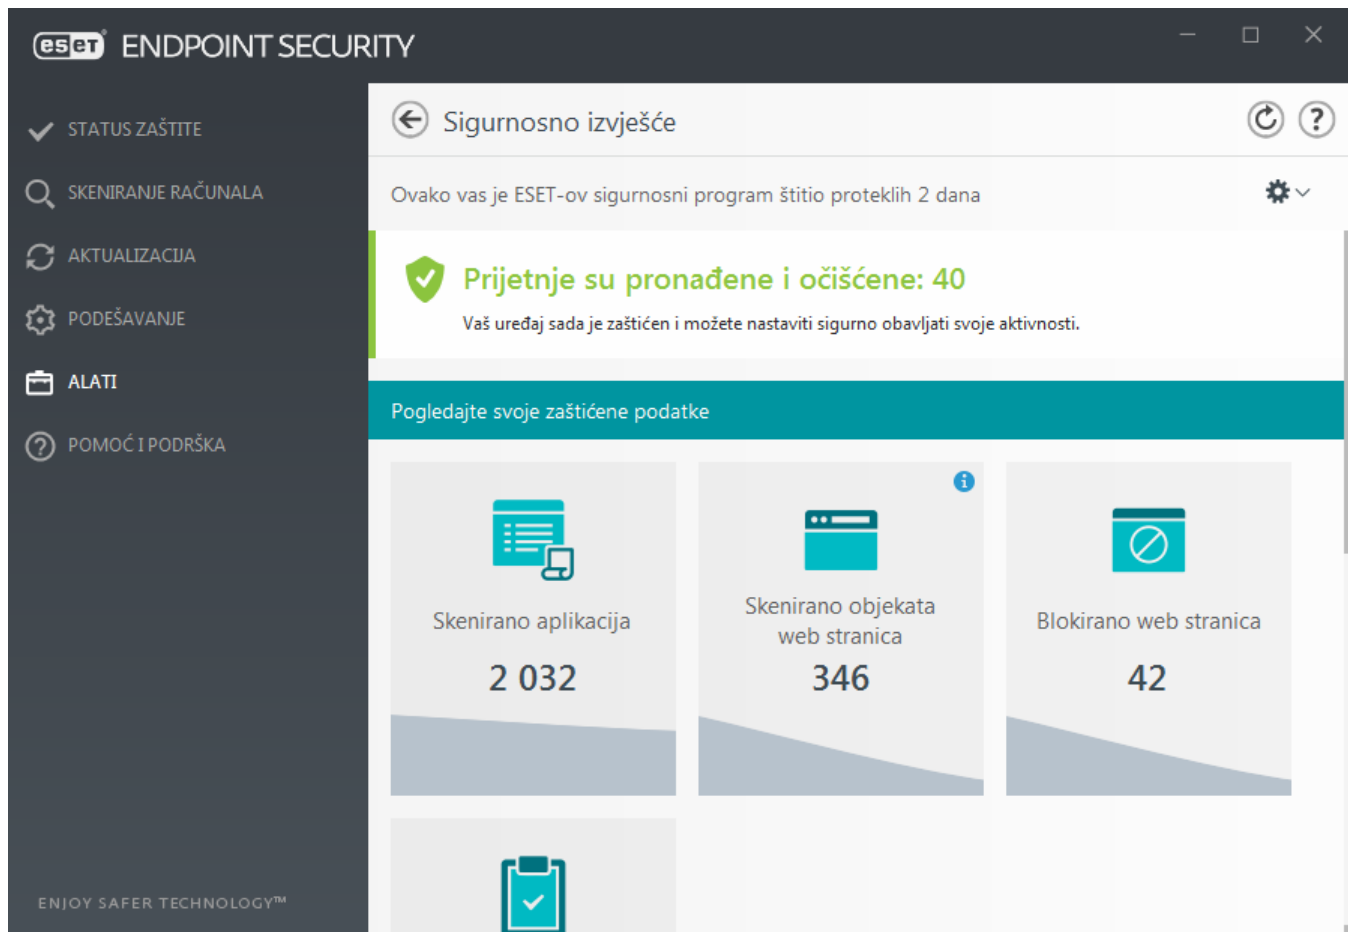 eset ENDPOINT SECURITY
STATUS ZAŠTITE
SKENIRANJE RAČUNALA
AKTUALIZACIJA
PODEŠAVANJE
ALATI
POMOĆ I PODRŠKA
ENJOY SAFER TECHNOLOGY™
Sigurnosno izvješće
Ovako vas je ESET-ov sigurnosni program štitio proteklih 2 dana
Prijetnje su pronađene i očišćene: 40
Vaš uređaj sada je zaštićen i možete nastaviti sigurno obavljati svoje aktivnosti.
Pogledajte svoje zaštićene podatke
Skenirano aplikacija
2 032
Skenirano objekata
web stranica
346
Blokirano web stranica
42